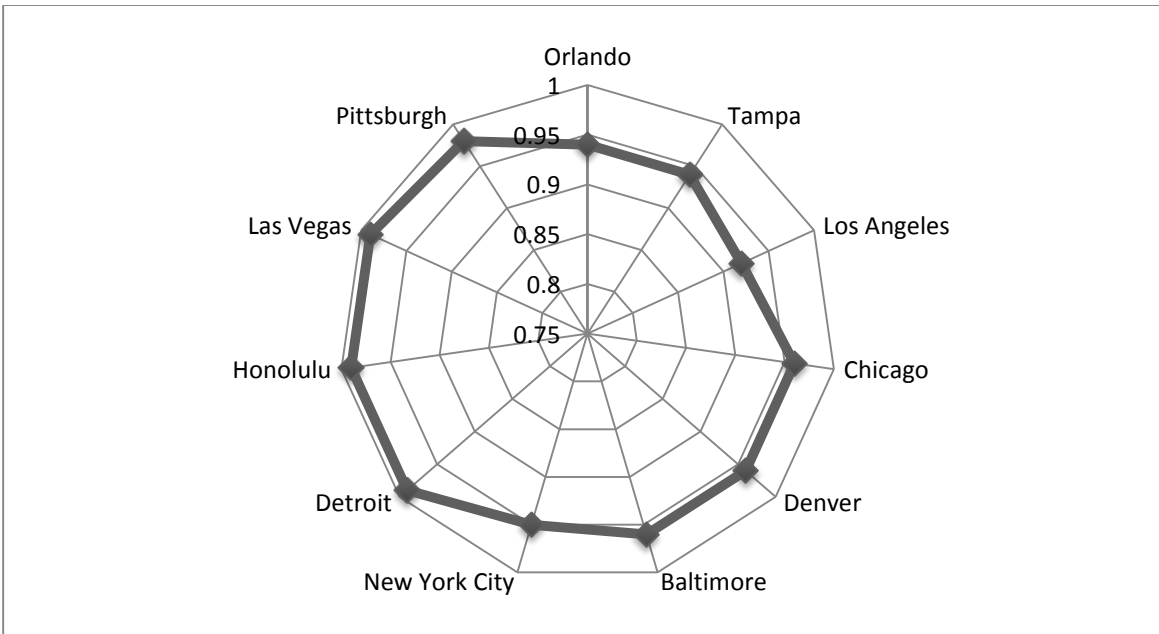 Orlando
1
Pittsburgh
Tampa
0.95
0.9
Las Vegas
0.85
Los Angeles
0.8
0.75
Honolulu
Chicago
Detroit
Denver
New York City
Baltimore